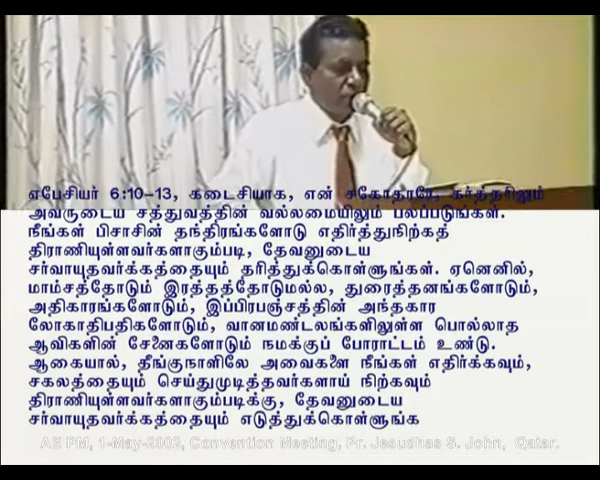 ஏபேசியர் 6:10-13, கடைசியாக, என் சகோதரரே, கர்த்தரிலும்
அவருடைய சத்துவத்தின் வல்லமையிலும் பலப்படுங்கள்.
நீங்கள் பிசாசின் தந்திரங்களோடு எதிர்த்துநிற்கத்
திராணியுள்ளவர்களாகும்படி, தேவனுடைய
சர்வாயுதவர்க்கத்தையும் தரித்துக்கொள்ளுங்கள். ஏனெனில்,
மாம்சத்தோடும் இரத்தத்தோடுமல்ல, துரைத்தனங்களோடும்,
அதிகாரங்களோடும், இப்பிரபஞ்சத்தின் அந்தகார
லோகாதிபதிகளோடும், வானமண்டலங்களிலுள்ள பொல்லாத
ஆவிகளின் சேனைகளோடும் நமக்குப் போராட்டம் உண்டு.
ஆகையால், தீங்குநாளிலே அவைகளை நீங்கள் எதிர்க்கவும்,
சகலத்தையும் செய்துமுடித்தவர்களாய் நிற்கவும்
திராணியுள்ளவர்களாகும்படிக்கு, தேவனுடைய
சர்வாயுதவர்க்கத்தையும் எடுத்துக்கொள்ளுங்க
AE PM, 1-May-2002, Convention Meeting, Pr. Jesudhas S. John, Qatar.